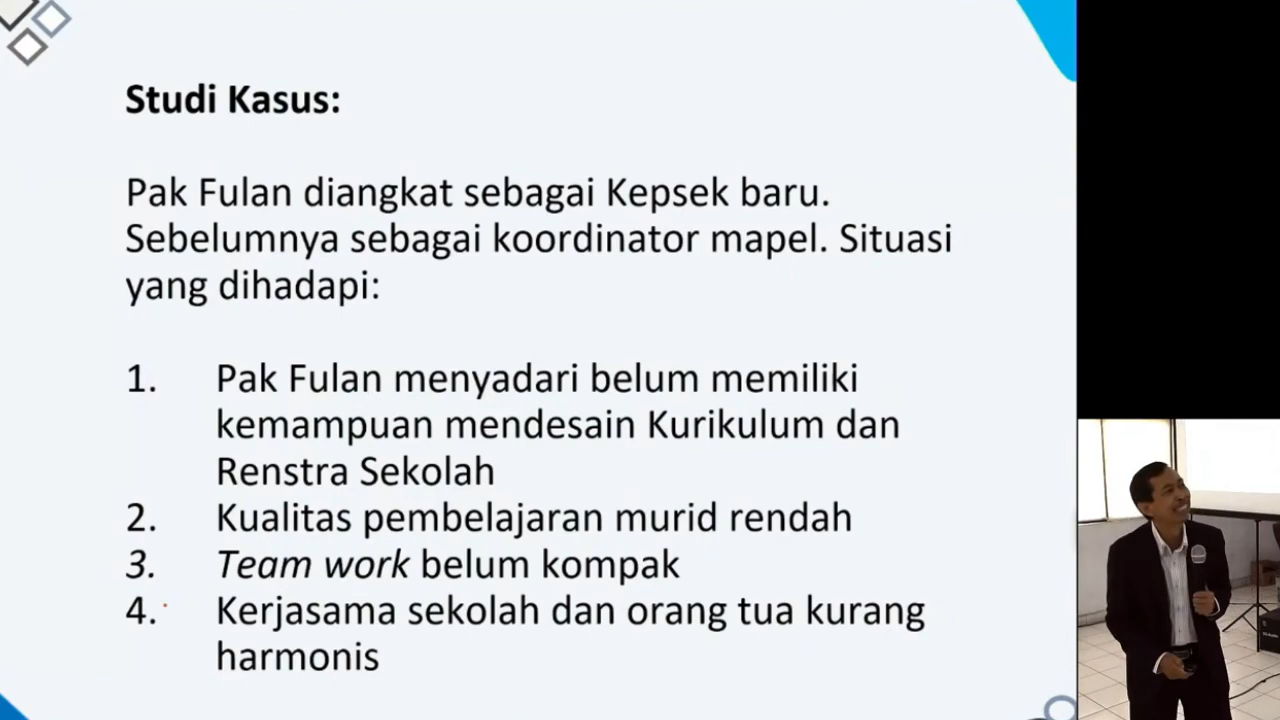 Studi Kasus:
Pak Fulan diangkat sebagai Kepsek baru.
Sebelumnya sebagai koordinator mapel. Situasi
yang dihadapi:
1. Pak Fulan menyadari belum memiliki
kemampuan mendesain Kurikulum dan
Renstra Sekolah
2. Kualitas pembelajaran murid rendah
3. Team work belum kompak
4. Kerjasama sekolah dan orang tua kurang
harmonis